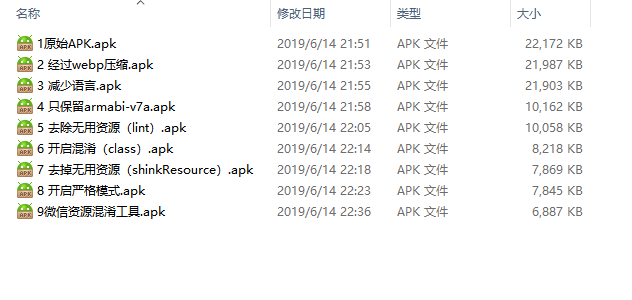 名称 修改日期 类型 大小
1原始APK.apk 2019/6/14 21:51 APK 文件 22,172 KB
2 经过webp压缩.apk 2019/6/14 21:53 APK 文件 21,987 KB
3 减少语言.apk 2019/6/14 21:55 APK 文件 21,903 KB
4 只保留armabi-v7a.apk 2019/6/14 21:58 APK 文件 10,162 KB
5 去除无用资源（lint）.apk 2019/6/14 22:05 APK 文件 10,058 KB
6 开启混淆（class）.apk 2019/6/14 22:14 APK 文件 8,218 KB
7 去掉无用资源（shinkResource）.apk 2019/6/14 22:18 APK 文件 7,869 KB
8 开启严格模式.apk 2019/6/14 22:23 APK 文件 7,845 KB
9微信资源混淆工具.apk 2019/6/14 22:36 APK 文件 6,887 KB